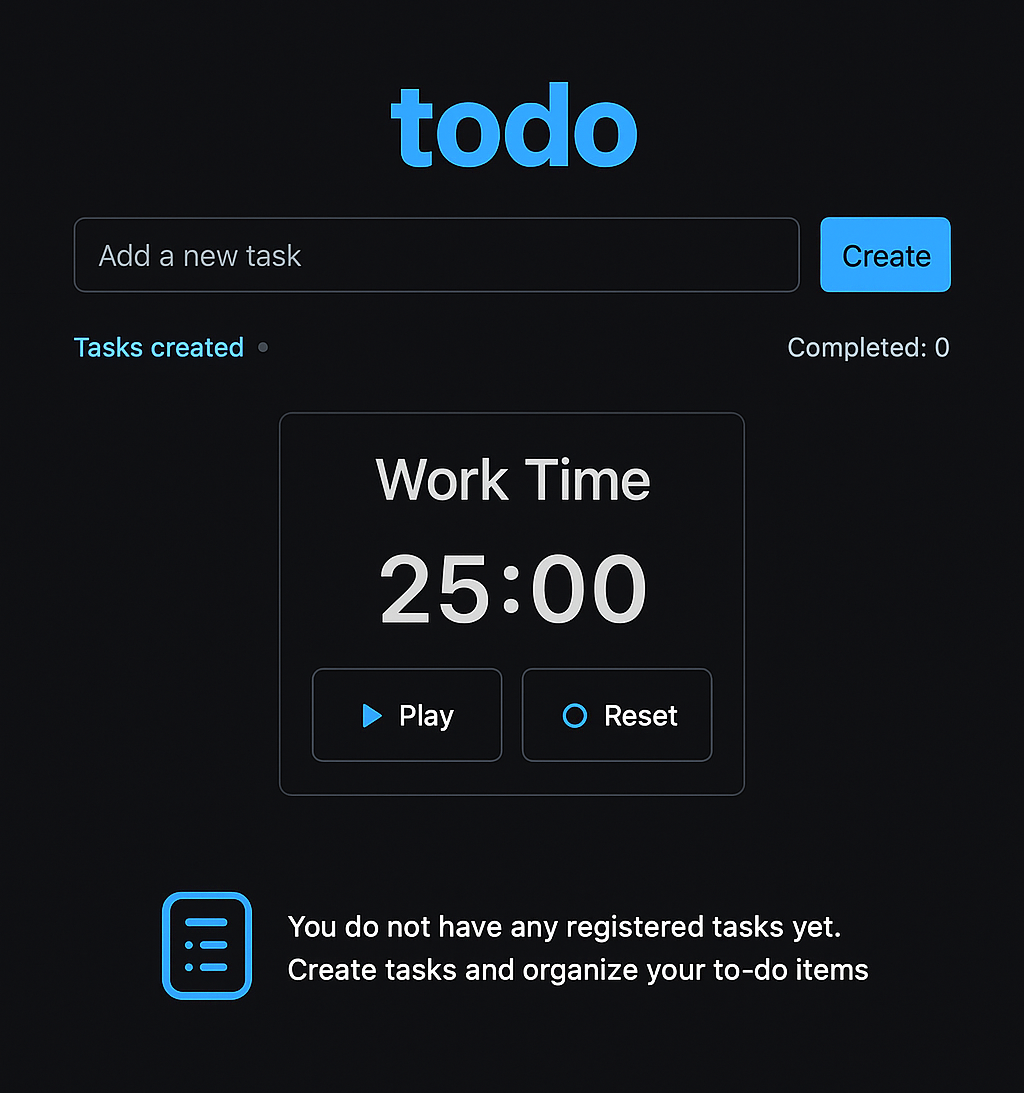 todo
Add a new task
Create
Tasks created
Completed: 0
Work Time
25:00
Play
Reset
You do not have any registered tasks yet.
Create tasks and organize your to-do items